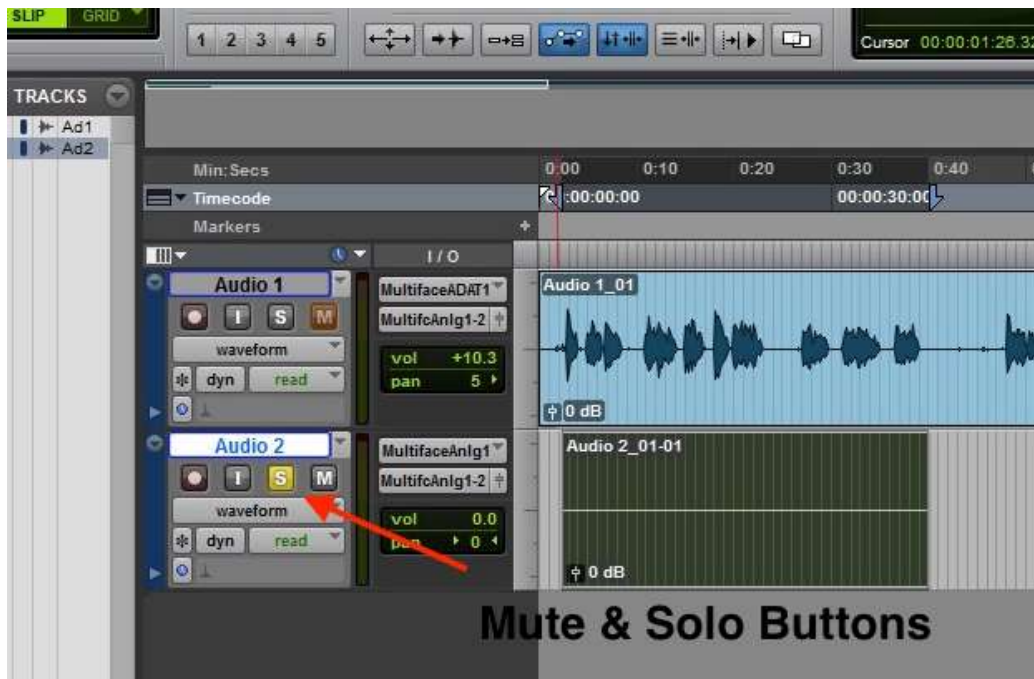 SLIP GRID
1 2 3 4 5
Cursor 00:00:01:26.32
TRACKS
Ad1
Ad2
Min:Secs 0:00 0:10 0:20 0:30 0:40
Timecode :00:00:00 00:00:30:00
Markers +
I / O
Audio 1
MultifaceADAT1
Audio 1_01
I S M
MultifcAnlg1-2
waveform
vol +10.3
dyn read
pan 5
0 dB
Audio 2
MultifaceAnlg1
Audio 2_01-01
I S M
MultifcAnlg1-2
waveform
vol 0.0
dyn read
pan 0
0 dB
Mute & Solo Buttons